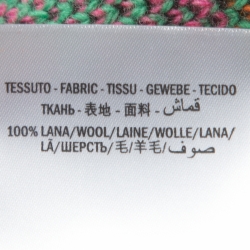 TESSUTO - FABRIC - TISSU - GEWEBE - TECIDO
ТКАНЬ - 表地 - 面料 - قماش
100% LANA/WOOL/LAINE/WOLLE/LANA/
LÃ/ШЕРСТЬ/毛/羊毛/ صوف